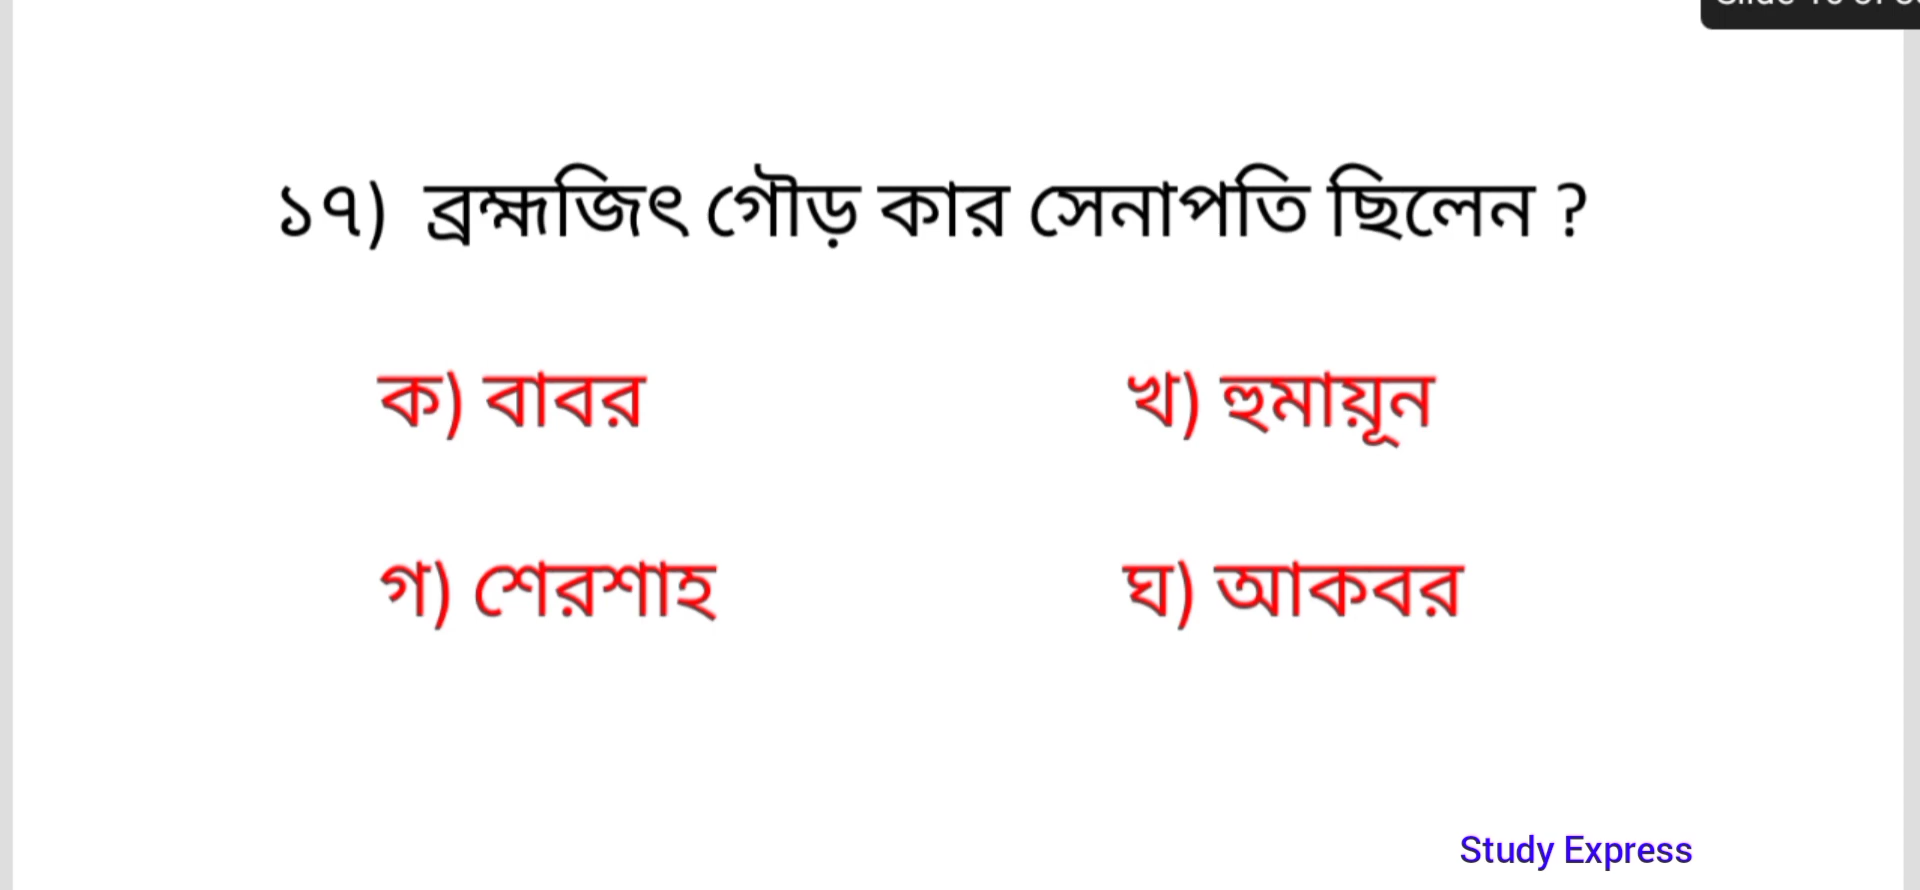 ১৭) ব্রহ্মজিৎ গৌড় কার সেনাপতি ছিলেন ?
ক) বাবর
খ) হুমায়ূন
গ) শেরশাহ
ঘ) আকবর
Study Express